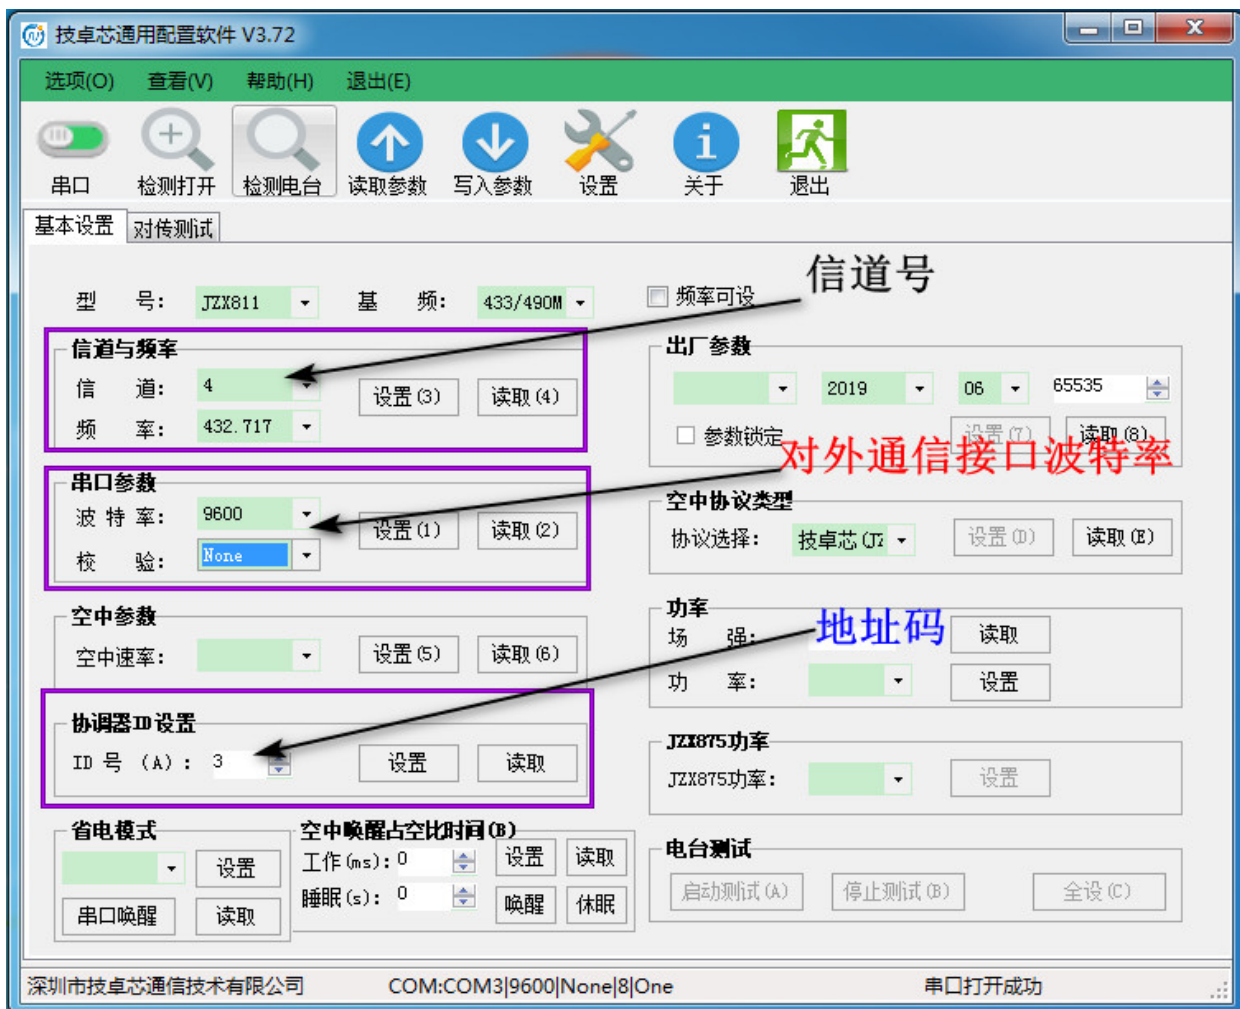 技卓芯通用配置软件 V3.72
选项(O) 查看(V) 帮助(H) 退出(E)
串口 检测打开 检测电台 读取参数 写入参数 设置 关于 退出
基本设置 对传测试
信道号
型 号: JZX811 基 频: 433/490M 频率可设
信道与频率
信 道: 4 设置(3) 读取(4)
频 率: 432.717
出厂参数
2019 06 65535
参数锁定 设置(7) 读取(8)
对外通信接口波特率
串口参数
波 特 率: 9600 设置(1) 读取(2)
校 验: None
空中协议类型
协议选择: 技卓芯(JZ 设置(D) 读取(E)
空中参数
空中速率: 设置(5) 读取(6)
功率
场 强: 读取
地址码
功 率: 设置
协调器ID设置
ID 号 (A): 3 设置 读取
JZX875功率
JZX875功率: 设置
省电模式
设置
串口唤醒 读取
空中唤醒占空比时间(B)
工作(ms): 0 设置 读取
睡眠(s): 0 唤醒 休眠
电台测试
启动测试(A) 停止测试(B) 全设(C)
深圳市技卓芯通信技术有限公司 COM:COM3|9600|None|8|One 串口打开成功